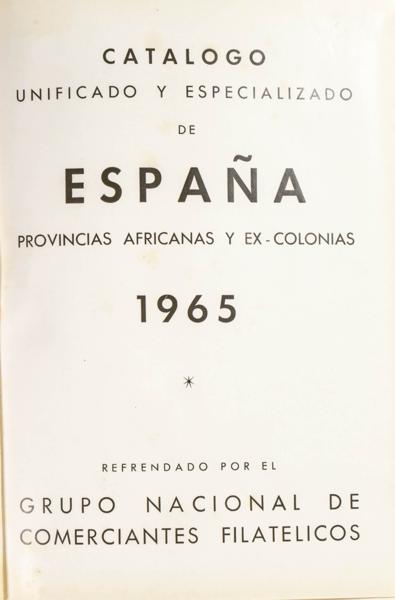 CATALOGO
UNIFICADO Y ESPECIALIZADO
DE
ESPAÑA
PROVINCIAS AFRICANAS Y EX-COLONIAS
1965
*
REFRENDADO POR EL
GRUPO NACIONAL DE
COMERCIANTES FILATELICOS